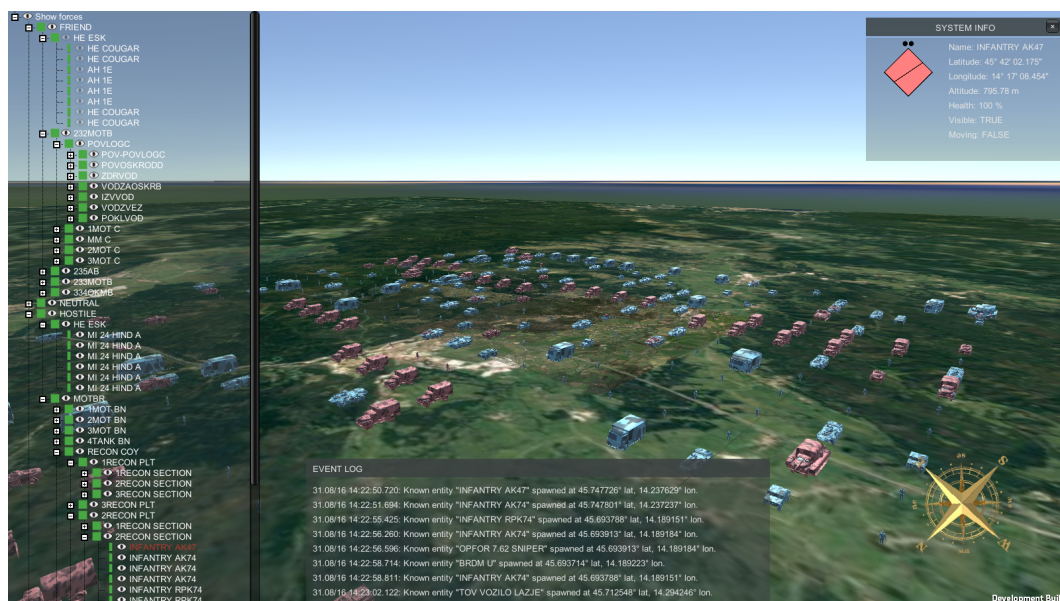 Show forces
FRIEND
HE ESK
HE COUGAR
HE COUGAR
AH 1E
AH 1E
AH 1E
AH 1E
HE COUGAR
HE COUGAR
232MOTB
POVLOGC
POV-POVLOGC
POVOSKRODD
ZDRVOD
VODZAOSKRB
IZVVOD
VODZVEZ
POKLVOD
1MOT C
MM C
2MOT C
3MOT C
235AB
233MOTB
334OKMB
NEUTRAL
HOSTILE
HE ESK
MI 24 HIND A
MI 24 HIND A
MI 24 HIND A
MI 24 HIND A
MI 24 HIND A
MI 24 HIND A
MOTBR
1MOT BN
2MOT BN
3MOT BN
4TANK BN
RECON COY
1RECON PLT
1RECON SECTION
2RECON SECTION
3RECON SECTION
3RECON PLT
2RECON PLT
1RECON SECTION
2RECON SECTION
INFANTRY AK47
INFANTRY AK74
INFANTRY AK74
INFANTRY AK74
INFANTRY RPK74
INFANTRY RPK74
SYSTEM INFO
Name: INFANTRY AK47
Latitude: 45° 42' 02.175"
Longitude: 14° 17' 08.454"
Altitude: 795.78 m
Health: 100 %
Visible: TRUE
Moving: FALSE
EVENT LOG
31.08/16 14:22:50.720: Known entity "INFANTRY AK47" spawned at 45.747726° lat, 14.237629° lon.
31.08/16 14:22:51.694: Known entity "INFANTRY AK74" spawned at 45.747801° lat, 14.237237° lon.
31.08/16 14:22:55.425: Known entity "INFANTRY RPK74" spawned at 45.693788° lat, 14.189151° lon.
31.08/16 14:22:56.260: Known entity "INFANTRY AK74" spawned at 45.693913° lat, 14.189184° lon.
31.08/16 14:22:56.596: Known entity "OPFOR 7.62 SNIPER" spawned at 45.693913° lat, 14.189184° lon.
31.08/16 14:22:58.714: Known entity "BRDM U" spawned at 45.693714° lat, 14.189223° lon.
31.08/16 14:22:58.811: Known entity "INFANTRY AK74" spawned at 45.693788° lat, 14.189151° lon.
31.08/16 14:23:02.122: Known entity "TOV VOZILO LAZJE" spawned at 45.712548° lat, 14.294246° lon.
Development Bui